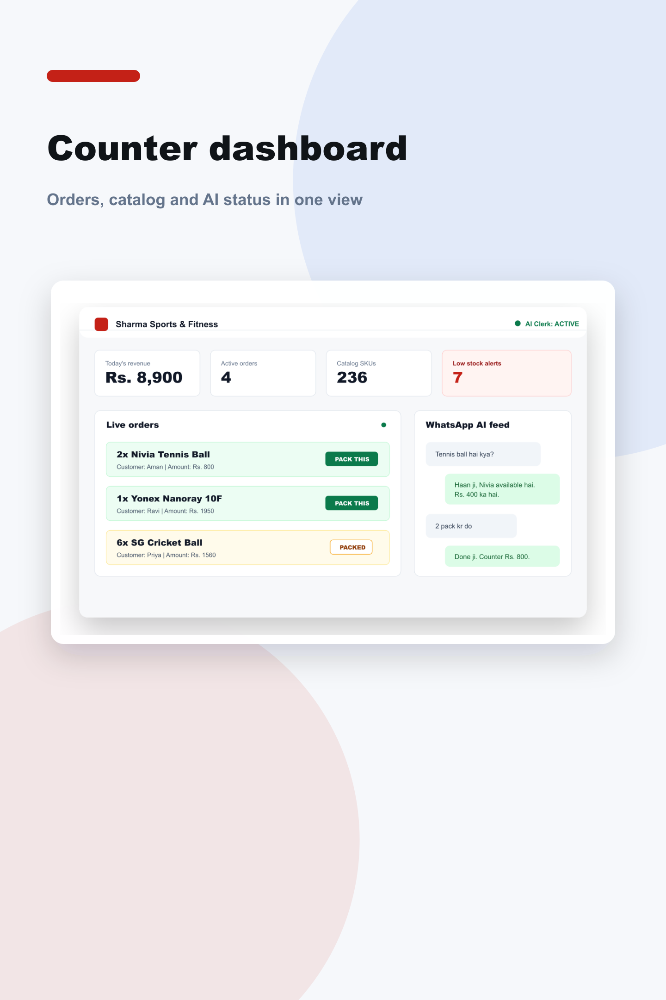 Counter dashboard
Orders, catalog and AI status in one view
Sharma Sports & Fitness
AI Clerk: ACTIVE
Today's revenue
Rs. 8,900
Active orders
4
Catalog SKUs
236
Low stock alerts
7
Live orders
2x Nivia Tennis Ball
Customer: Aman | Amount: Rs. 800
PACK THIS
1x Yonex Nanoray 10F
Customer: Ravi | Amount: Rs. 1950
PACK THIS
6x SG Cricket Ball
Customer: Priya | Amount: Rs. 1560
PACKED
WhatsApp AI feed
Tennis ball hai kya?
Haan ji, Nivia available hai.
Rs. 400 ka hai.
2 pack kr do
Done ji. Counter Rs. 800.